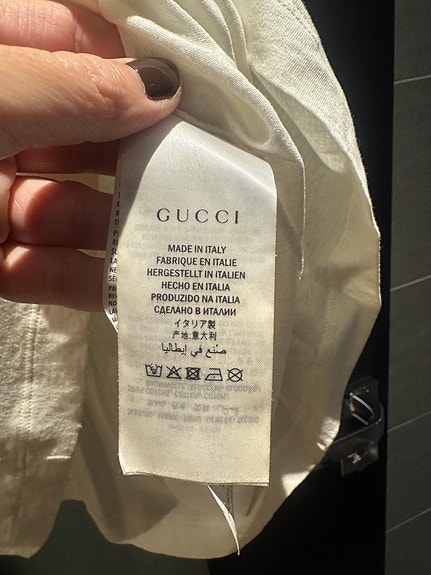 GUCCI
MADE IN ITALY
FABRIQUE EN ITALIE
HERGESTELLT IN ITALIEN
HECHO EN ITALIA
PRODUZIDO NA ITALIA
СДЕЛАНО В ИТАЛИИ
イタリア製
产地:意大利
صنع في إيطاليا